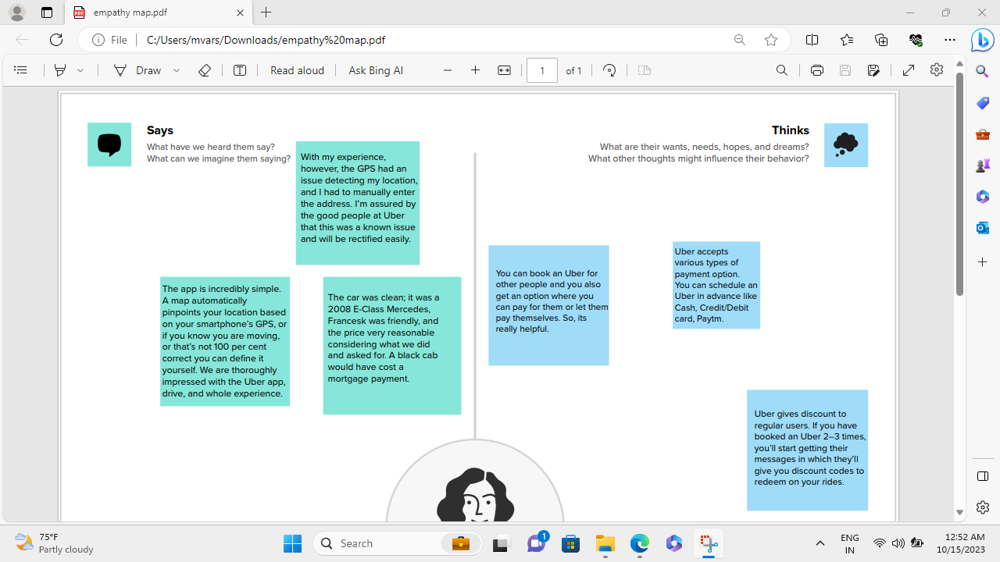 empathy map.pdf
File
C:/Users/mvars/Downloads/empathy%20map.pdf
Draw
Read aloud
Ask Bing AI
1
of 1
Says
What have we heard them say?
What can we imagine them saying?
With my experience,
however, the GPS had an
issue detecting my location,
and I had to manually enter
the address. I'm assured by
the good people at Uber
that this was a known issue
and will be rectified easily.
The app is incredibly simple.
A map automatically
pinpoints your location based
on your smartphone's GPS, or
if you know you are moving,
or that's not 100 per cent
correct you can define it
yourself. We are thoroughly
impressed with the Uber app,
drive, and whole experience.
The car was clean; it was a
2008 E-Class Mercedes,
Francesk was friendly, and
the price very reasonable
considering what we did
and asked for. A black cab
would have cost a
mortgage payment.
Thinks
What are their wants, needs, hopes, and dreams?
What other thoughts might influence their behavior?
You can book an Uber for
other people and you also
get an option where you
can pay for them or let them
pay themselves. So, its
really helpful.
Uber accepts
various types of
payment option.
You can schedule an
Uber in advance like
Cash, Credit/Debit
card, Paytm.
Uber gives discount to
regular users. If you have
booked an Uber 2–3 times,
you'll start getting their
messages in which they'll
give you discount codes to
redeem on your rides.
75°F
Partly cloudy
Search
1
ENG
IN
12:52 AM
10/15/2023